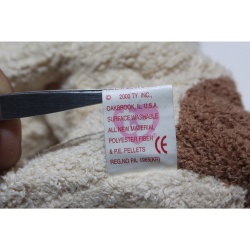 ©
2000 TY INC.,
OAKBROOK, IL. U.S.A.
SURFACE WASHABLE
ALL NEW MATERIAL
POLYESTER FIBER
& P.E. PELLETS CE
REG.NO PA. 1965(KR)